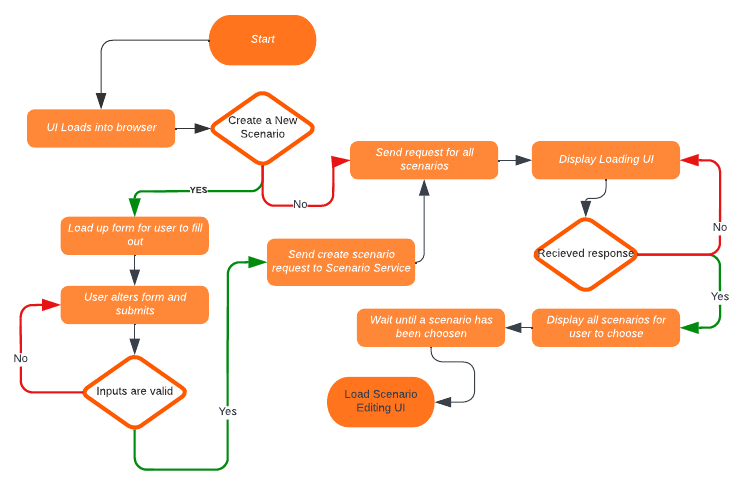 Start
UI Loads into browser
Create a New
Scenario
YES
No
Send request for all
scenarios
Display Loading UI
Load up form for user to fill
out
Send create scenario
request to Scenario Service
Recieved response
No
Yes
User alters form and
submits
No
Inputs are valid
Yes
Display all scenarios for
user to choose
Wait until a scenario has
been choosen
Load Scenario
Editing UI